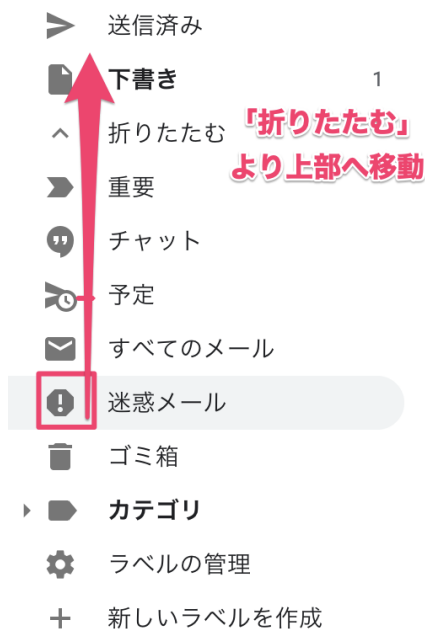 送信済み
下書き 1
折りたたむ
「折りたたむ」
より上部へ移動
重要
チャット
予定
すべてのメール
迷惑メール
ゴミ箱
カテゴリ
ラベルの管理
新しいラベルを作成